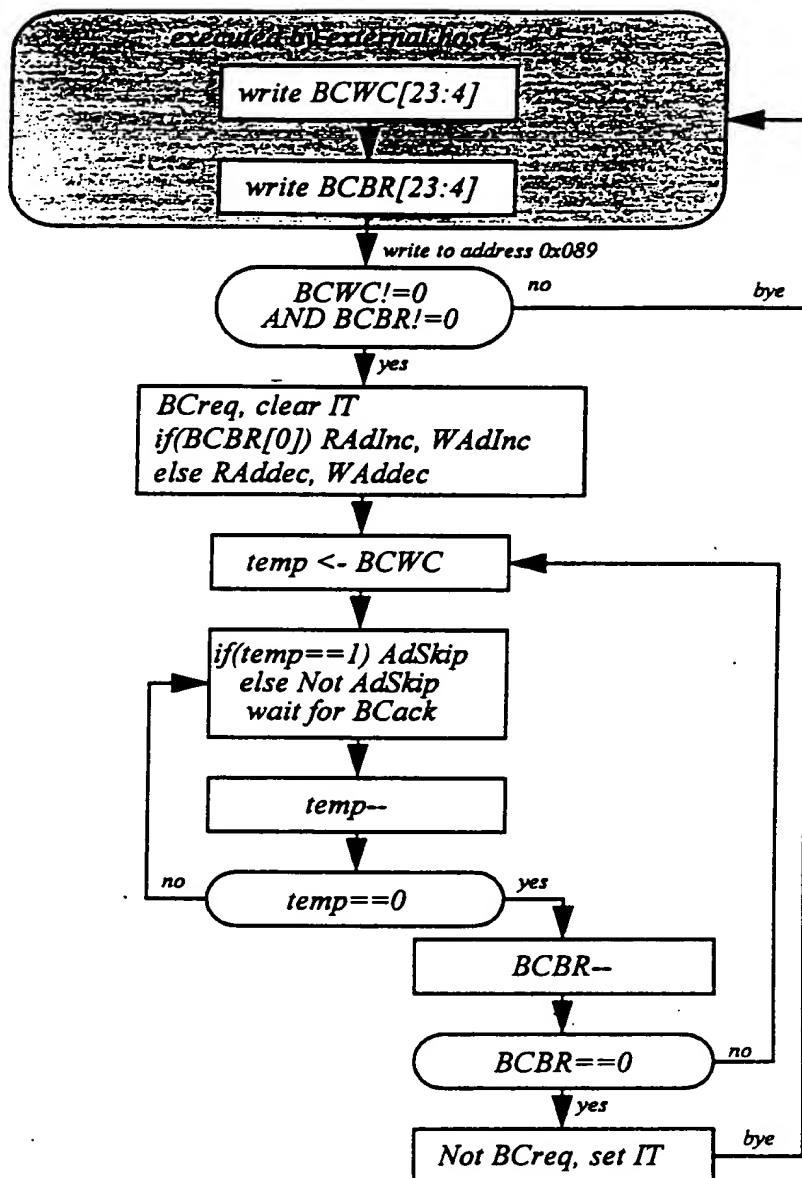 executed by external host
write BCWC[23:4]
write BCBR[23:4]
write to address 0x089
BCWC!=0
AND BCBR!=0
no
bye
yes
BCreq, clear IT
if(BCBR[0]) RAdInc, WAdInc
else RAddec, WAddec
temp <- BCWC
if(temp==1) AdSkip
else Not AdSkip
wait for BCack
temp--
no
temp==0
yes
BCBR--
BCBR==0
no
yes
Not BCreq, set IT
bye